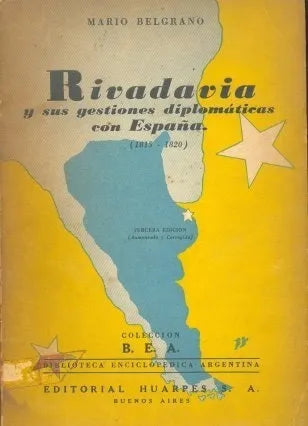 MARIO BELGRANO
Rivadavia
y sus gestiones diplomáticas
con España.
(1815 - 1820)
TERCERA EDICION
(Aumentada y Corregida)
COLECCION
B. E. A.
BIBLIOTECA ENCICLOPEDICA ARGENTINA
EDITORIAL HUARPES S. A.
BUENOS AIRES